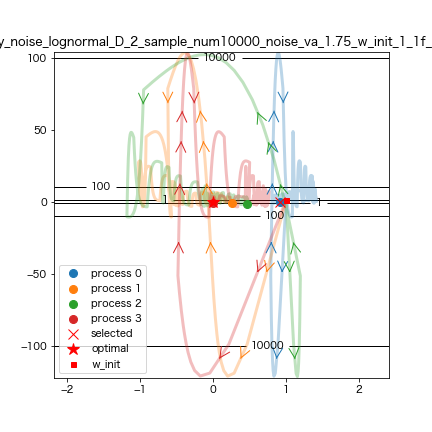 y_noise_lognormal_D_2_sample_num10000_noise_va_1.75_w_init_1_1f_
100
50
0
−50
−100
−2
−1
0
1
2
10000
100
1
1
100
10000
process 0
process 1
process 2
process 3
selected
optimal
w_init